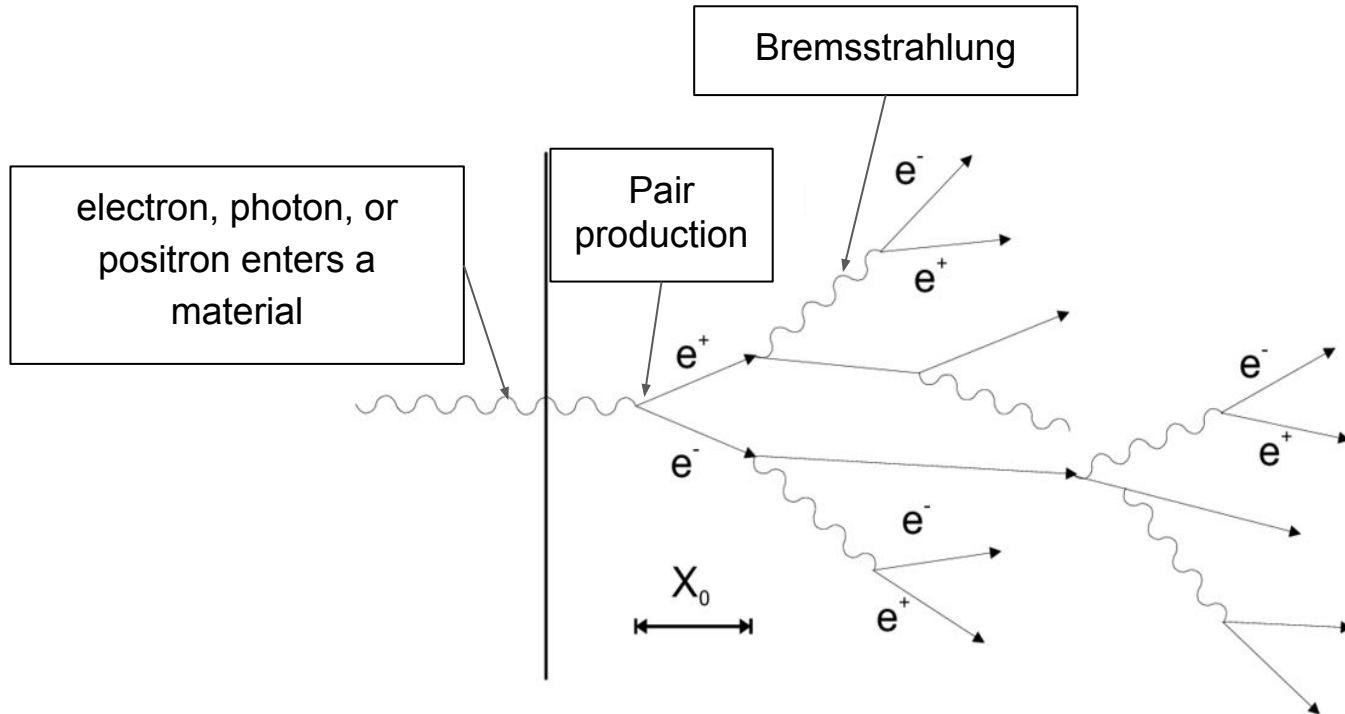 Bremsstrahlung
electron, photon, or
positron enters a
material
Pair
production
e⁻
e⁺
e⁺
e⁻
e⁻
e⁺
e⁻
e⁺
X₀